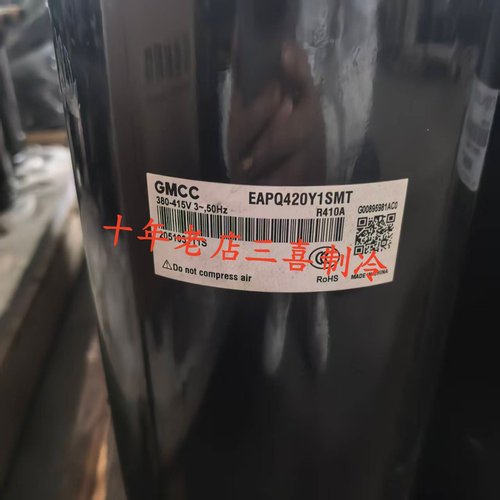 GMCC
EAPQ420Y1SMT
380-415V 3~,50Hz
R410A
G00895981AC0
十年老店三喜制冷
Do not compress air
RoHS
MADE IN CHINA